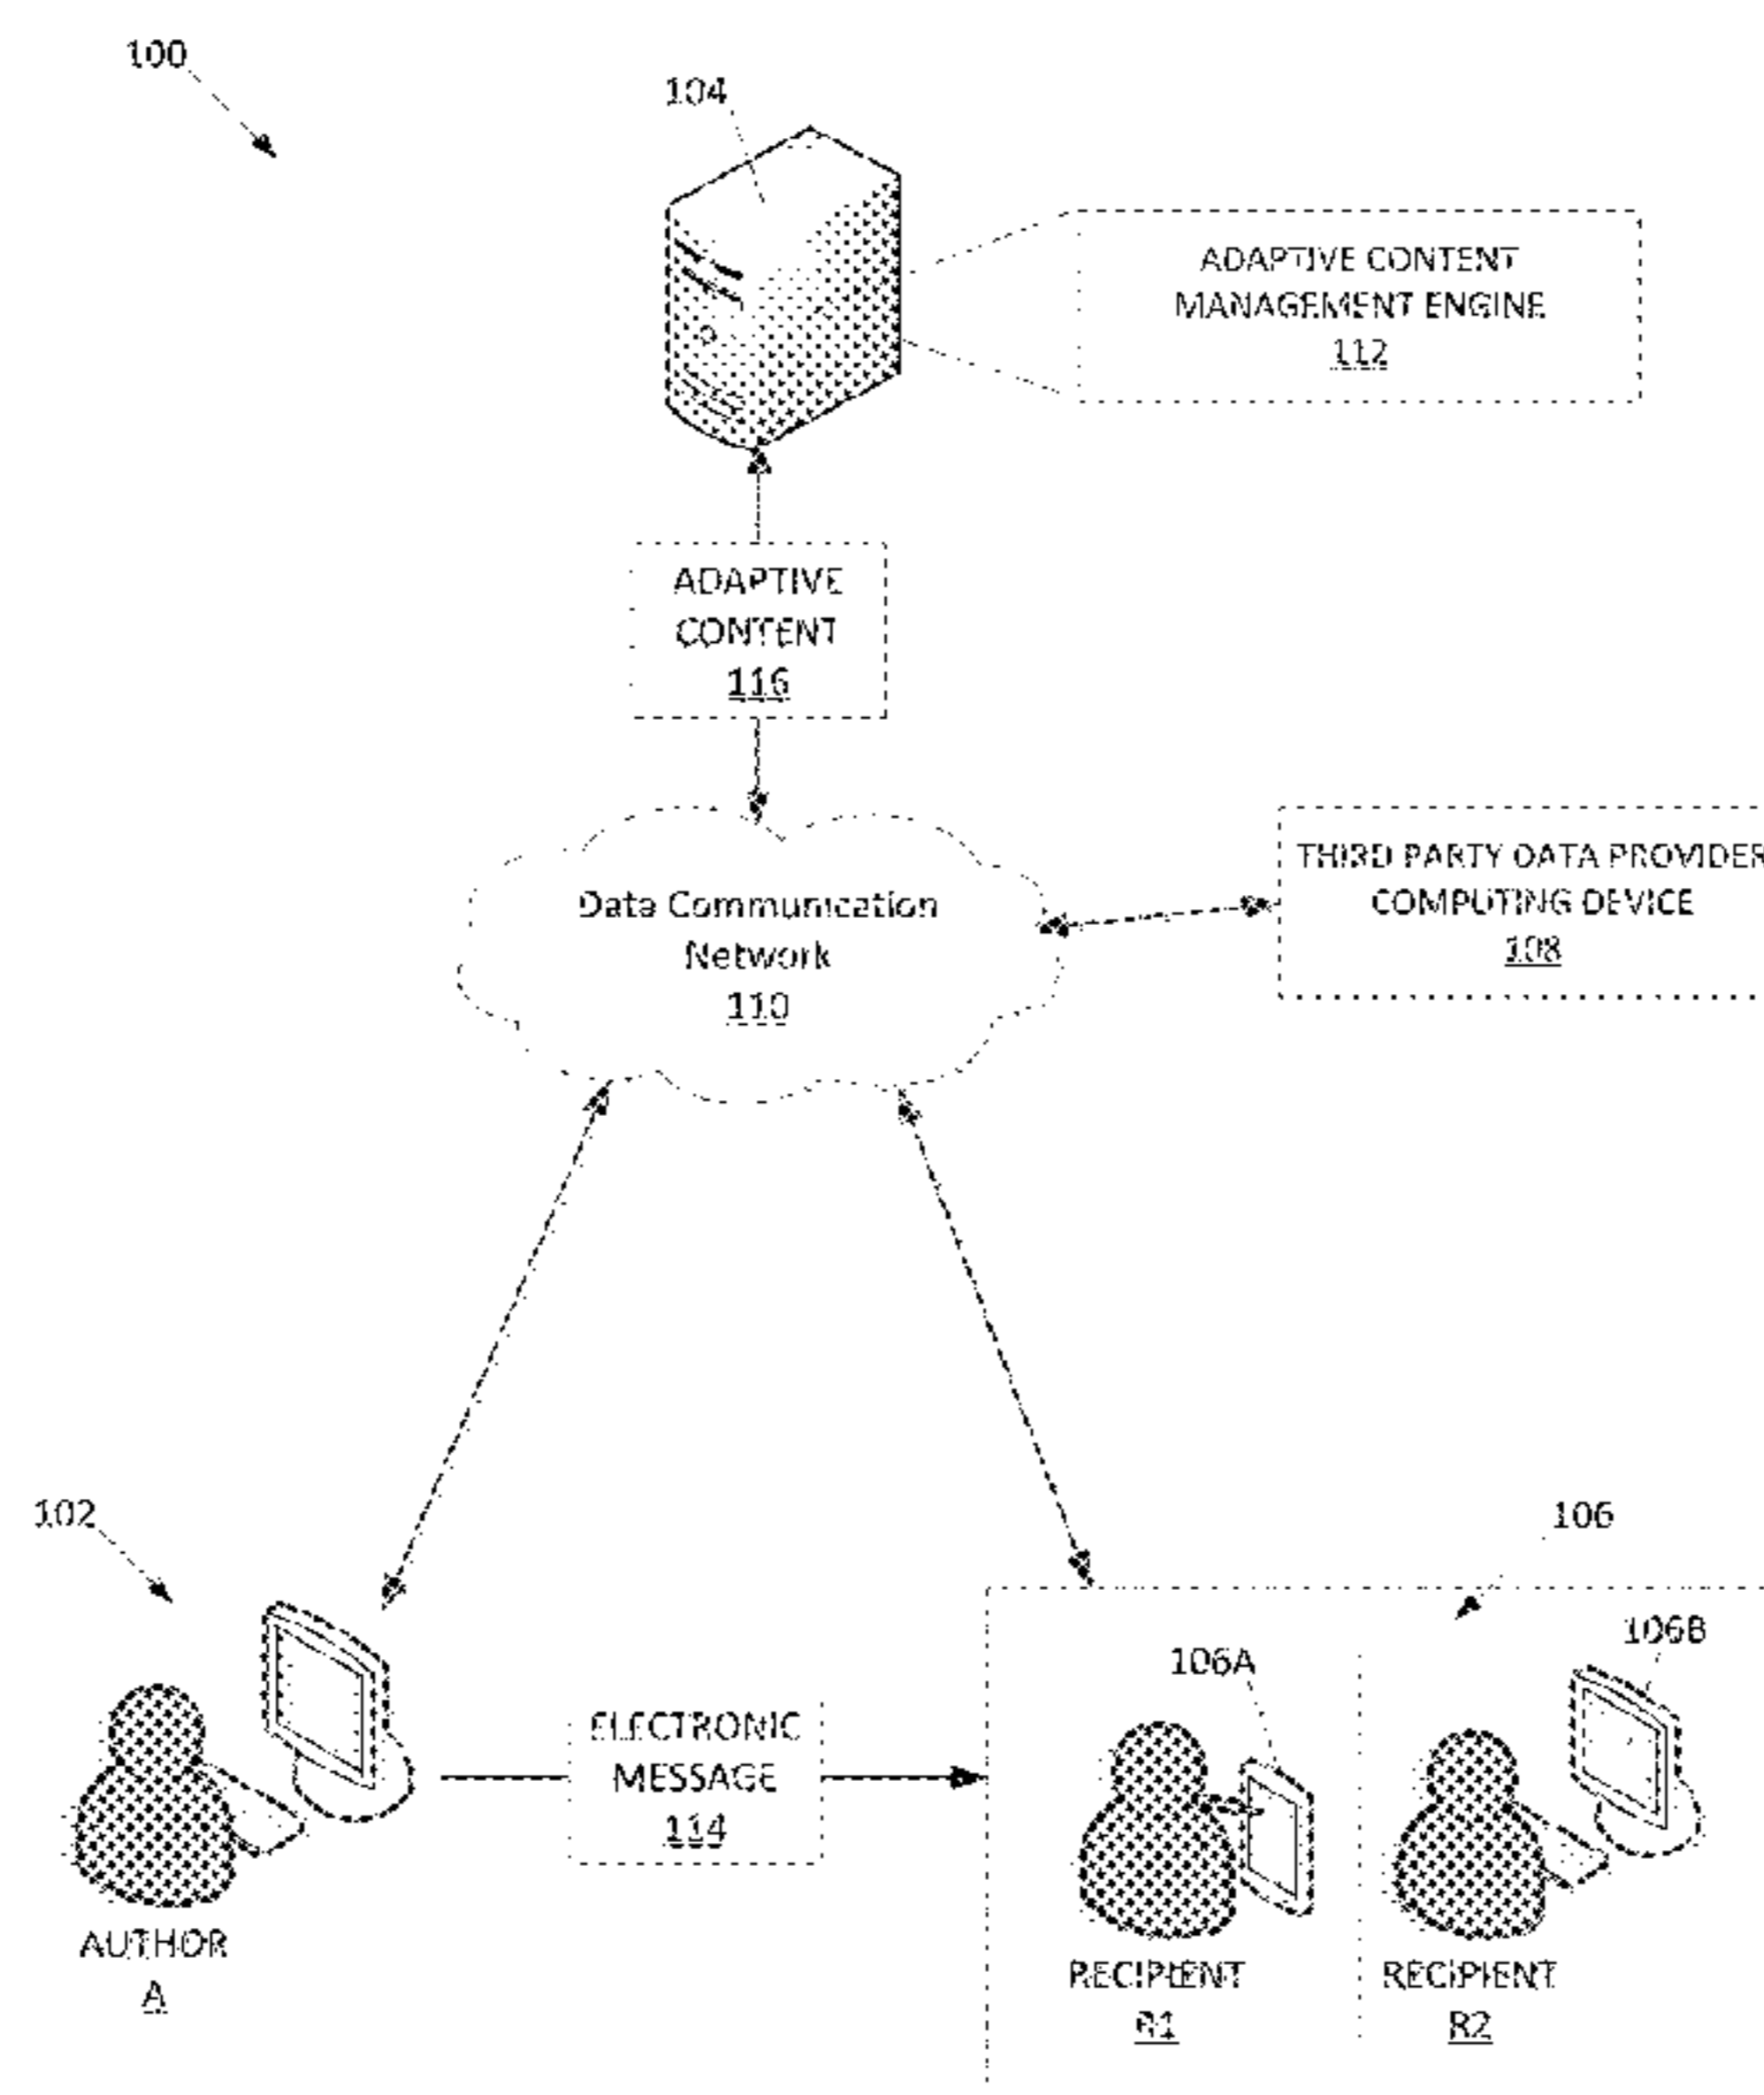 100
104
ADAPTIVE CONTENT
MANAGEMENT ENGINE
112
ADAPTIVE
CONTENT
116
Data Communication
Network
110
THIRD PARTY DATA PROVIDER
COMPUTING DEVICE
108
102
106
106A
106B
ELECTRONIC
MESSAGE
114
AUTHOR
A
RECIPIENT
R1
RECIPIENT
R2